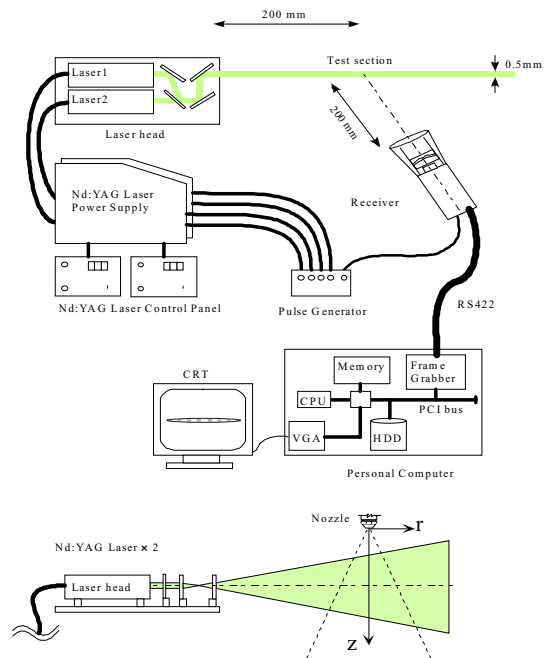 200 mm
Test section
0.5mm
Laser1
Laser2
Laser head
200 mm
Nd:YAG Laser
Power Supply
Receiver
Nd:YAG Laser Control Panel
Pulse Generator
RS422
CRT
Memory
Frame
Grabber
CPU
PCI bus
VGA
HDD
Personal Computer
Nozzle
r
Nd:YAG Laser × 2
Laser head
z